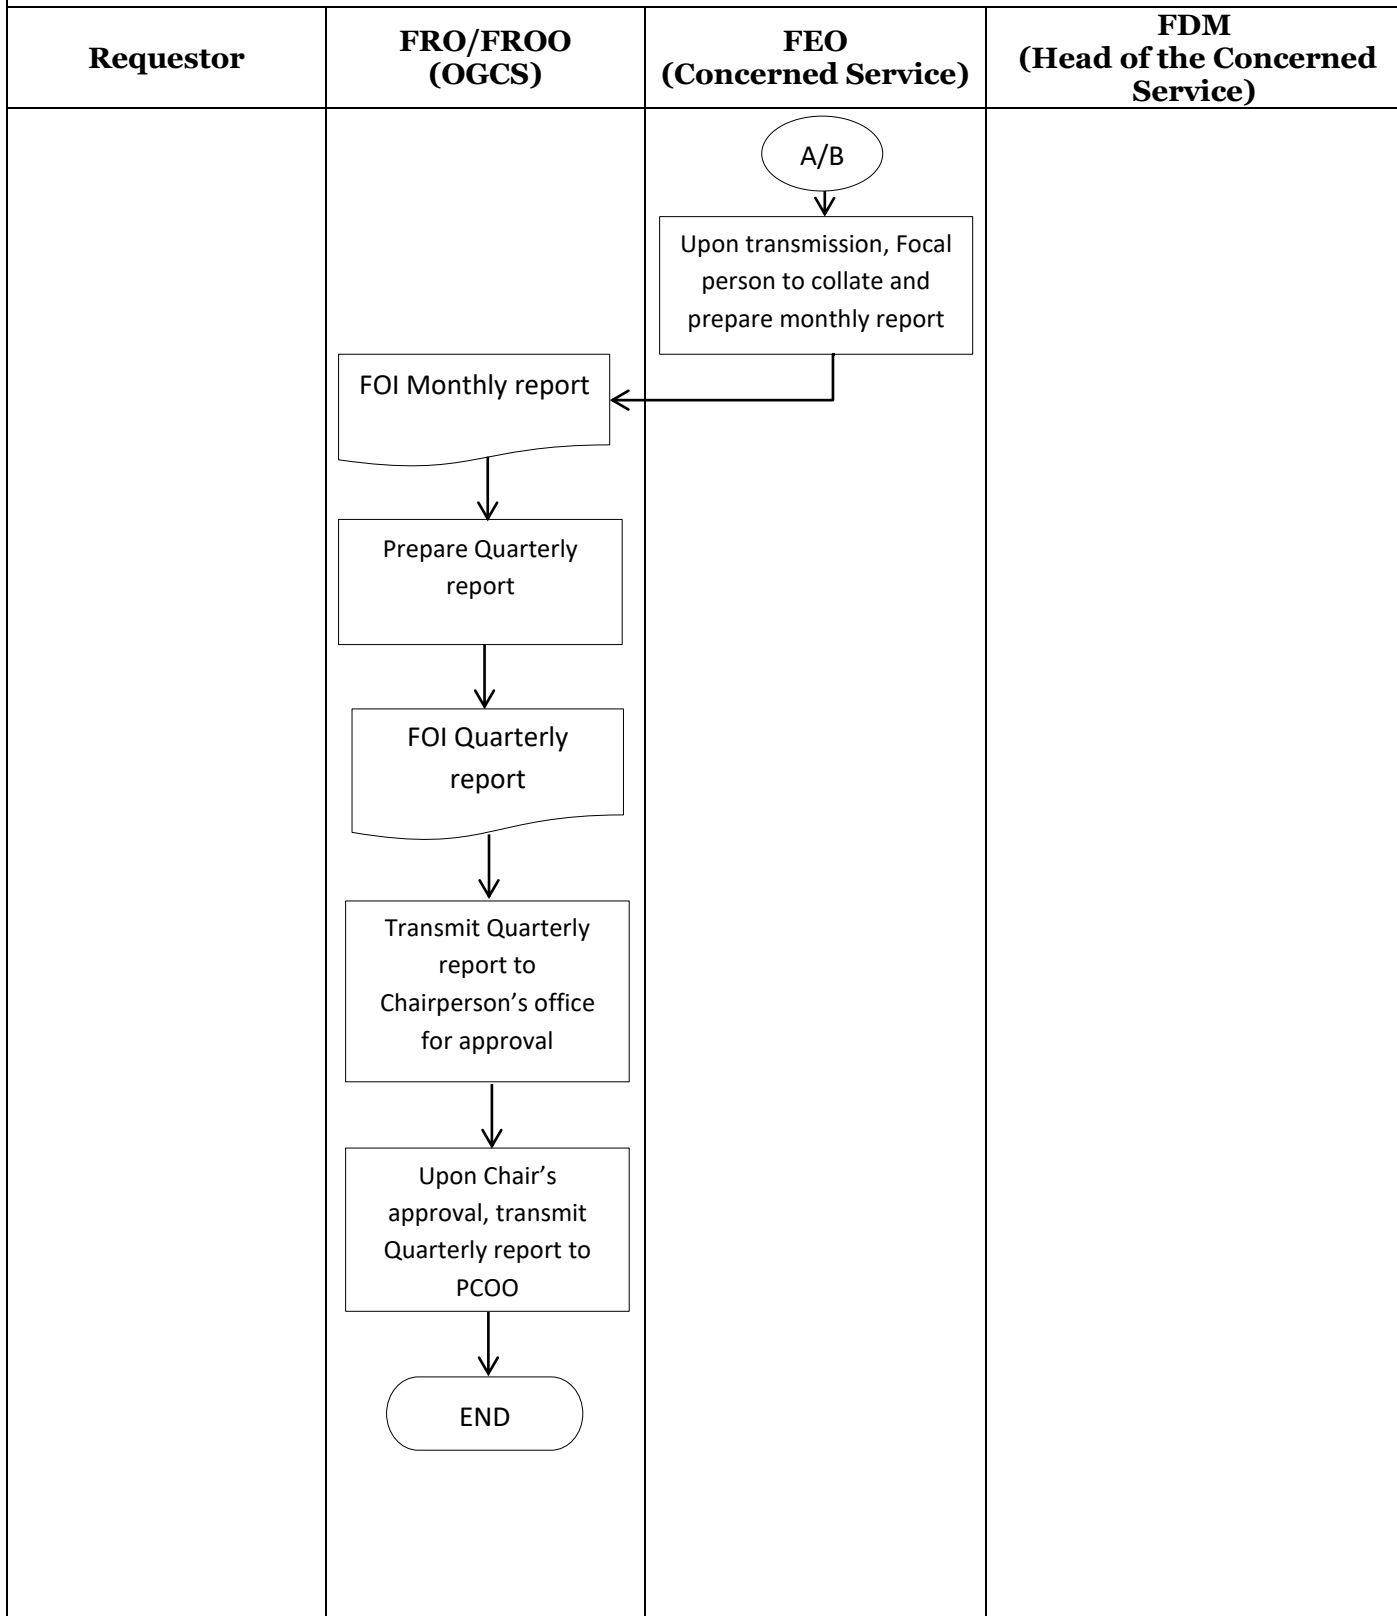 Requestor
FRO/FROO
(OGCS)
FEO
(Concerned Service)
FDM
(Head of the Concerned
Service)
A/B
Upon transmission, Focal
person to collate and
prepare monthly report
FOI Monthly report
Prepare Quarterly
report
FOI Quarterly
report
Transmit Quarterly
report to
Chairperson’s office
for approval
Upon Chair’s
approval, transmit
Quarterly report to
PCOO
END